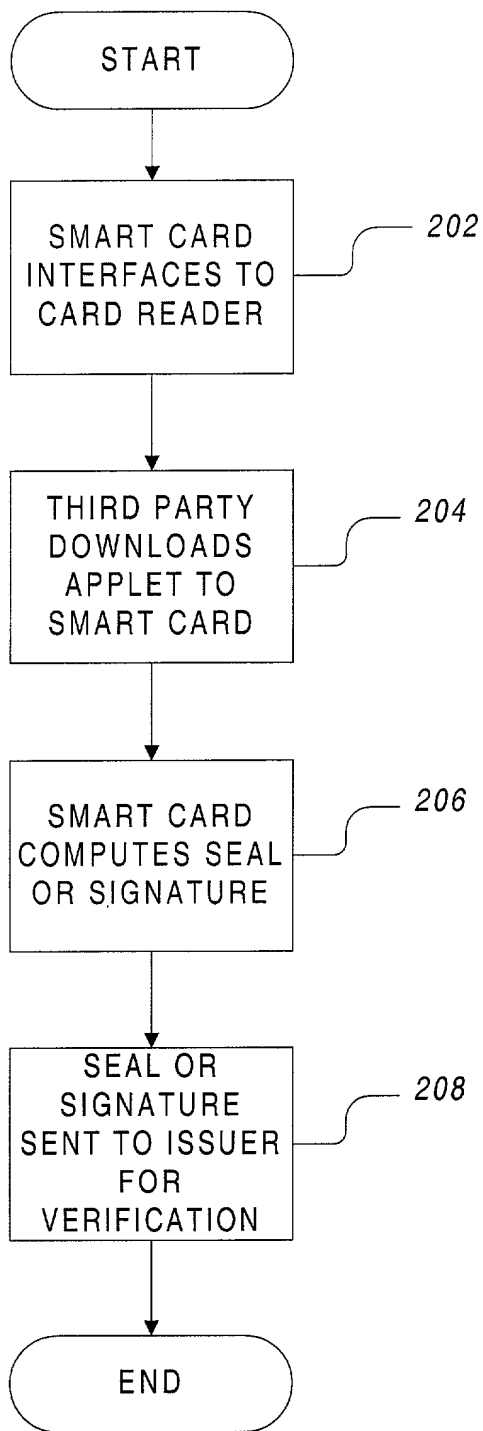 START
SMART CARD
INTERFACES TO
CARD READER
202
THIRD PARTY
DOWNLOADS
APPLET TO
SMART CARD
204
SMART CARD
COMPUTES SEAL
OR SIGNATURE
206
SEAL OR
SIGNATURE
SENT TO ISSUER
FOR
VERIFICATION
208
END